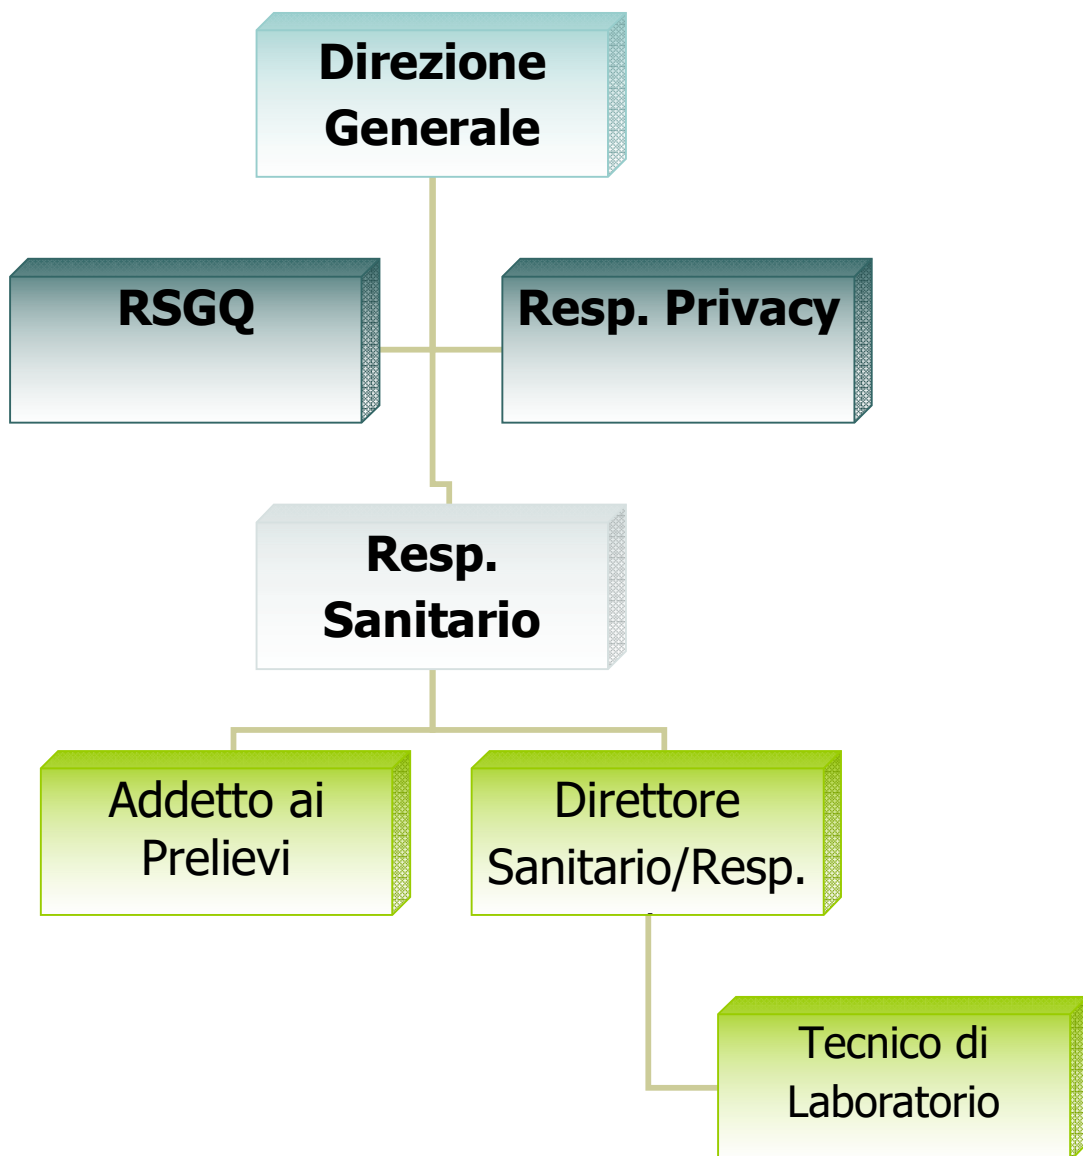 Direzione
Generale
RSGQ
Resp. Privacy
Resp.
Sanitario
Addetto ai
Prelievi
Direttore
Sanitario/Resp.
Tecnico di
Laboratorio